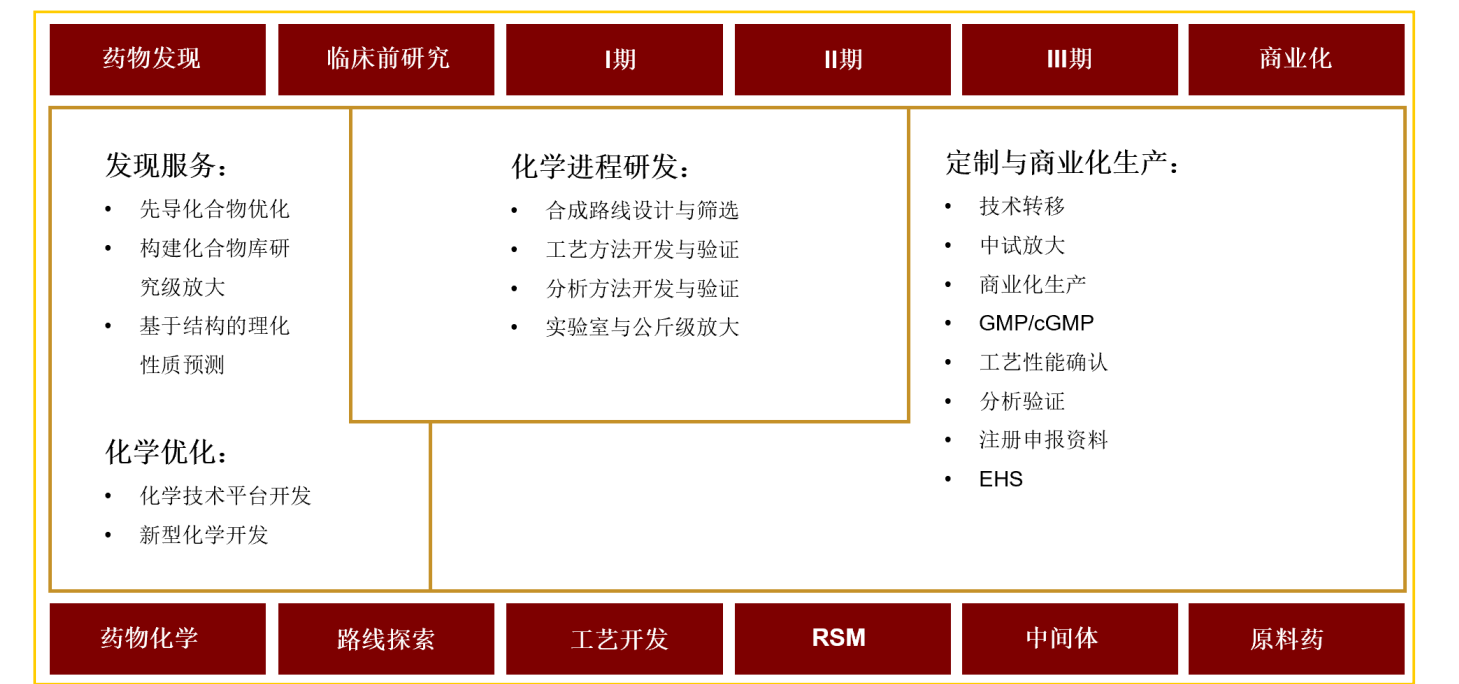 药物发现
临床前研究
I期
II期
III期
商业化
发现服务：
• 先导化合物优化
• 构建化合物库研
究级放大
• 基于结构的理化
性质预测
化学优化：
• 化学技术平台开发
• 新型化学开发
化学进程研发：
• 合成路线设计与筛选
• 工艺方法开发与验证
• 分析方法开发与验证
• 实验室与公斤级放大
定制与商业化生产：
• 技术转移
• 中试放大
• 商业化生产
• GMP/cGMP
• 工艺性能确认
• 分析验证
• 注册申报资料
• EHS
药物化学
路线探索
工艺开发
RSM
中间体
原料药